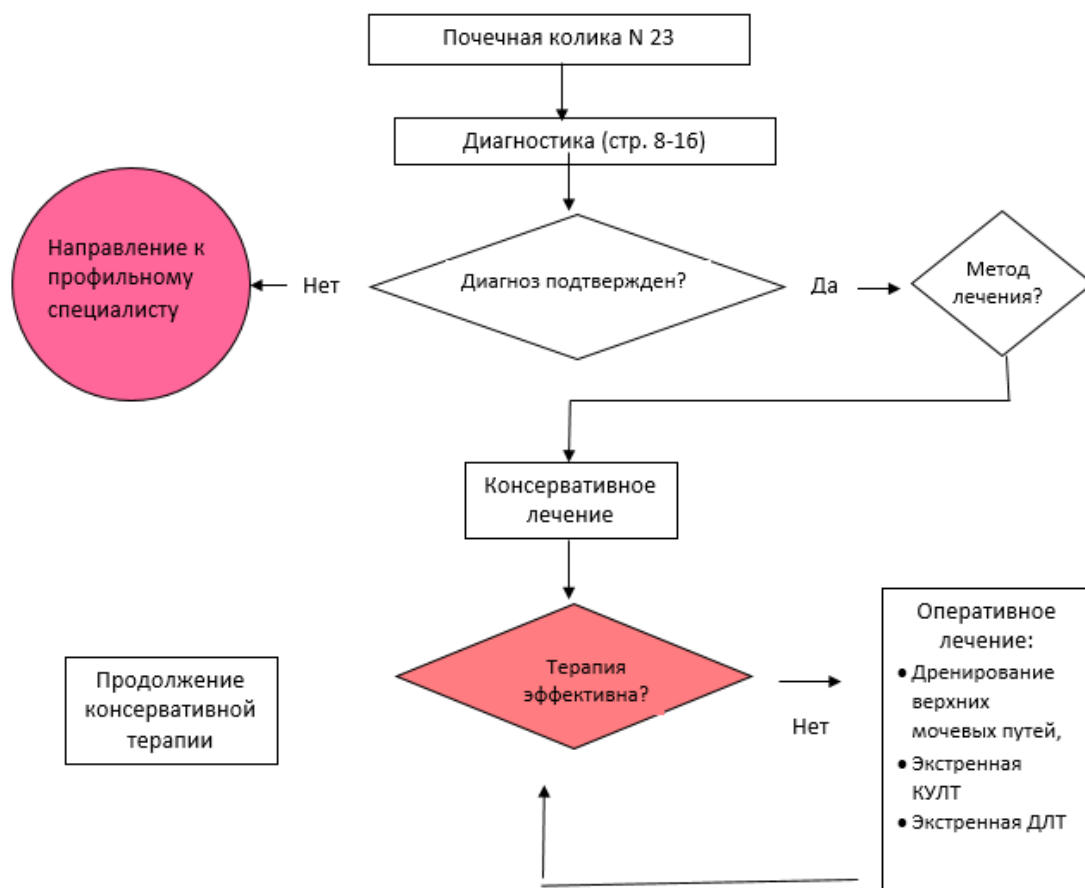 Почечная колика N 23
Диагностика (стр. 8-16)
Направление к
профильному
специалисту
Нет
Диагноз подтвержден?
Да
Метод
лечения?
Консервативное
лечение
Продолжение
консервативной
терапии
Терапия
эффективна?
Нет
Оперативное
лечение:
• Дренирование
верхних
мочевых путей,
• Экстренная
КУЛТ
• Экстренная ДЛТ